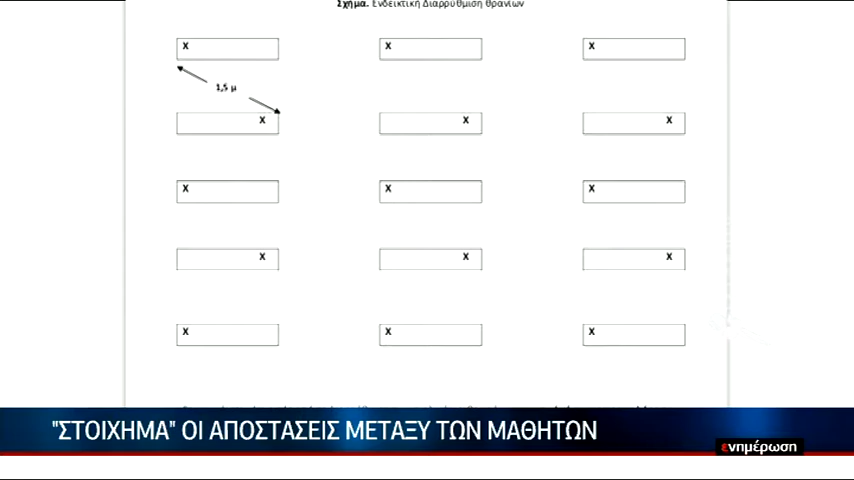 Σχήμα. Ενδεικτική Διαρρύθμιση θρανίων
X X X
1,5 μ
X X X
X X X
X X X
X X X
"ΣΤΟΙΧΗΜΑ" ΟΙ ΑΠΟΣΤΑΣΕΙΣ ΜΕΤΑΞΥ ΤΩΝ ΜΑΘΗΤΩΝ
ενημέρωση